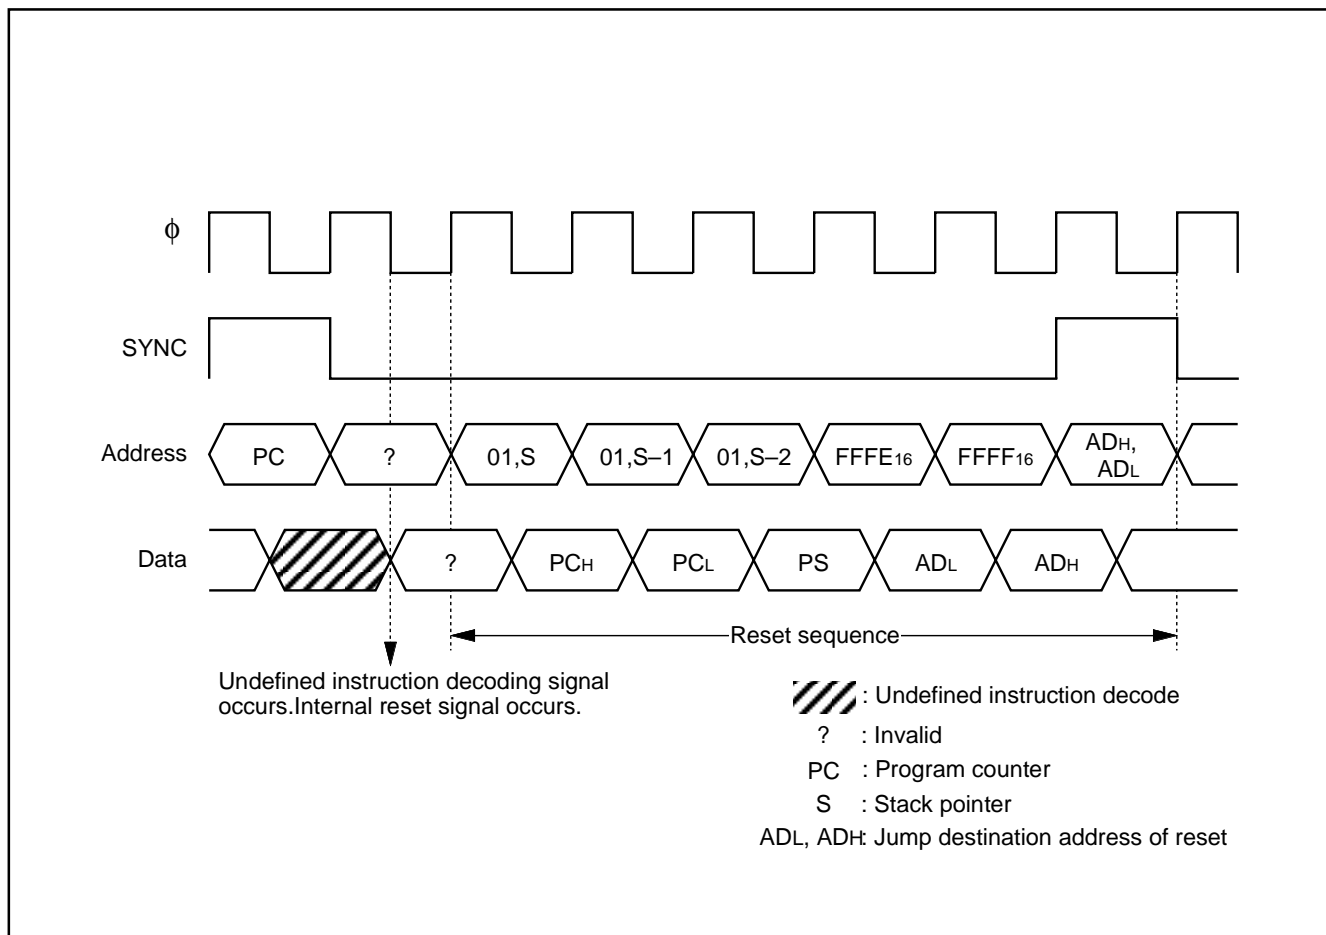 ϕ
SYNC
Address PC ? 01,S 01,S–1 01,S–2 FFFE16 FFFF16 ADH, ADL
Data ? PCH PCL PS ADL ADH
Reset sequence
Undefined instruction decoding signal
occurs.Internal reset signal occurs.
: Undefined instruction decode
? : Invalid
PC : Program counter
S : Stack pointer
ADL, ADH: Jump destination address of reset